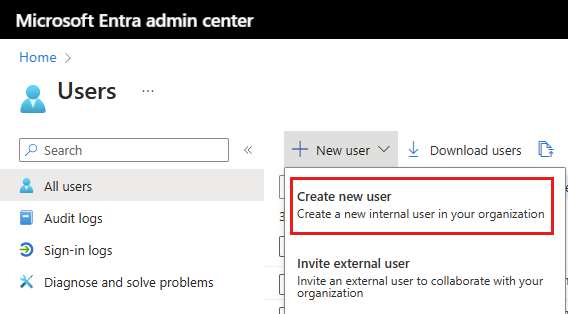 Microsoft Entra admin center
Home
Users
Search
New user
Download users
All users
Audit logs
Sign-in logs
Diagnose and solve problems
Create new user
Create a new internal user in your organization
Invite external user
Invite an external user to collaborate with your
organization